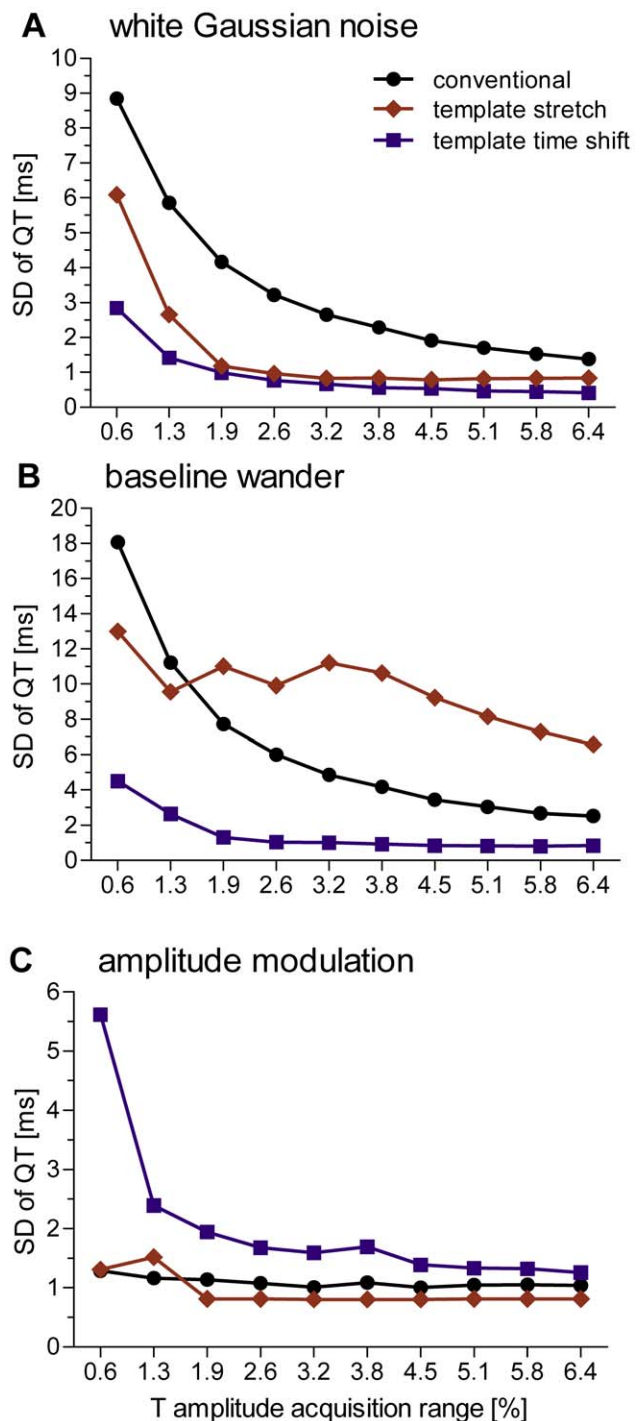 A white Gaussian noise
10
9
8
7
6
5
4
3
2
1
0
SD of QT [ms]
conventional
template stretch
template time shift
0.6 1.3 1.9 2.6 3.2 3.8 4.5 5.1 5.8 6.4
B baseline wander
20
18
16
14
12
10
8
6
4
2
0
SD of QT [ms]
0.6 1.3 1.9 2.6 3.2 3.8 4.5 5.1 5.8 6.4
C amplitude modulation
6
5
4
3
2
1
0
SD of QT [ms]
0.6 1.3 1.9 2.6 3.2 3.8 4.5 5.1 5.8 6.4
T amplitude acquisition range [%]